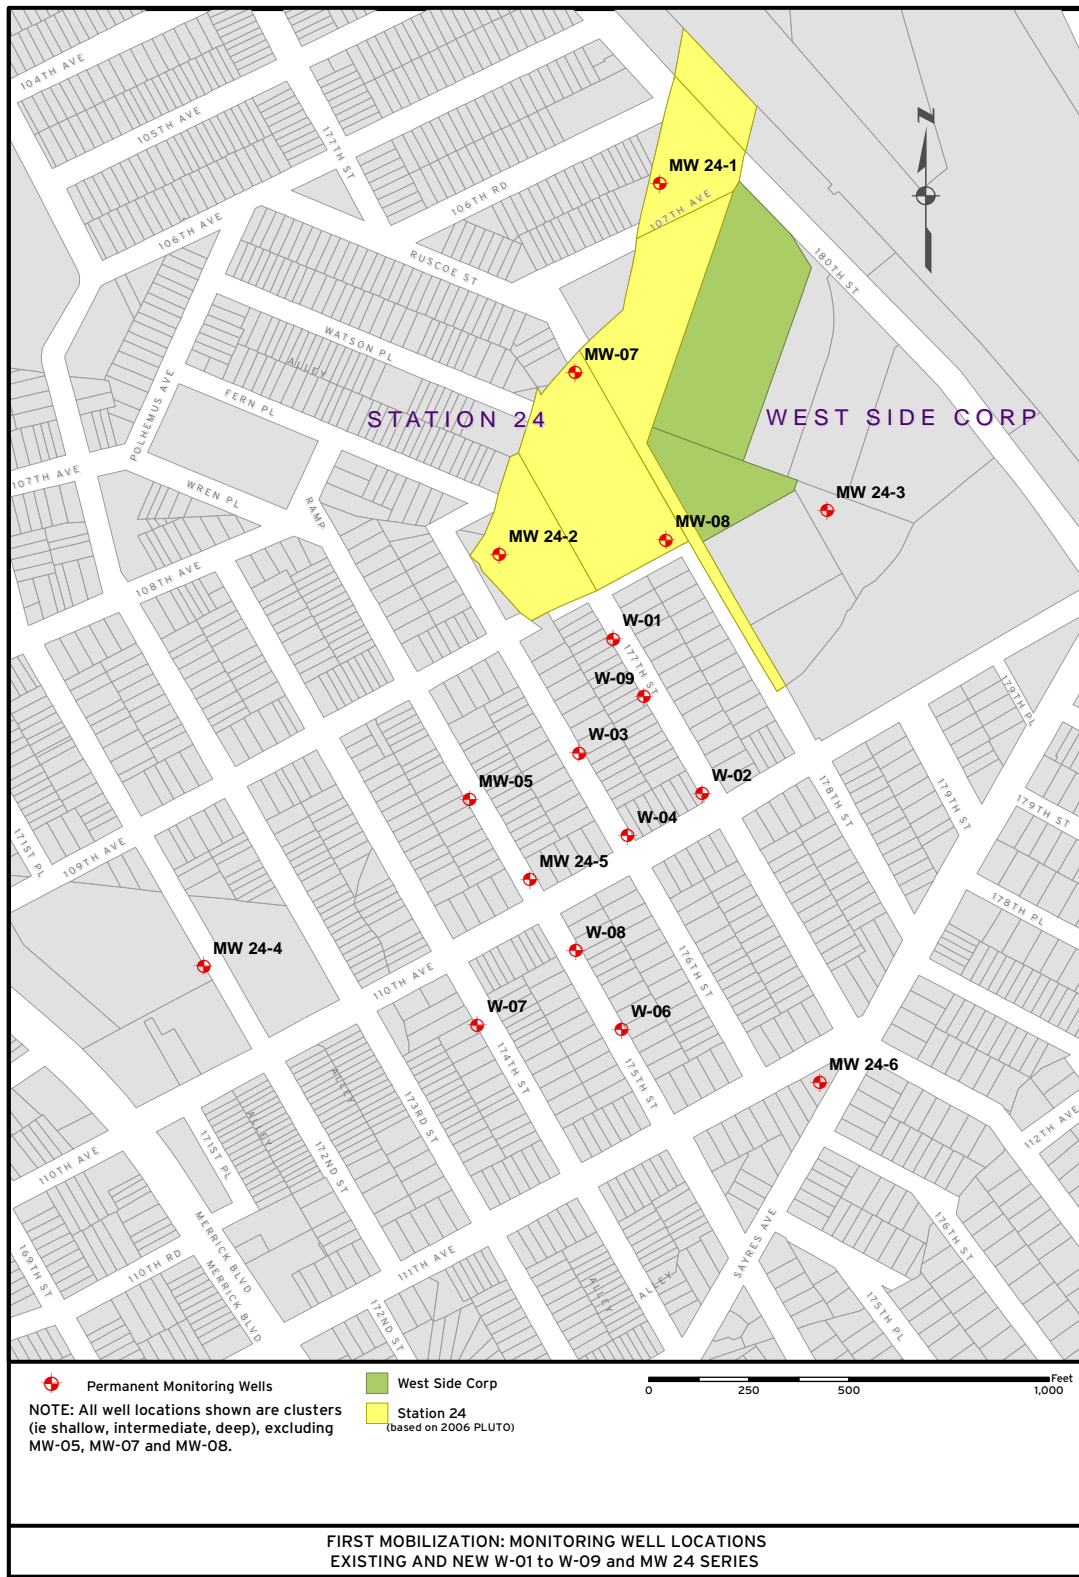 104TH AVE
105TH AVE
177TH ST
106TH RD
MW 24-1
107TH AVE
106TH AVE
RUSCOE ST
180TH ST
Z
WATSON PL
ALLEY
MW-07
FERN PL
POLHEMUS AVE
STATION 24
WEST SIDE CORP
107TH AVE
WREN PL
RAMP
MW 24-3
MW-08
MW 24-2
108TH AVE
W-01
177TH ST
W-09
179TH PL
W-03
MW-05
W-02
178TH ST
179TH ST
179TH ST
W-04
171ST PL
109TH AVE
MW 24-5
178TH PL
W-08
MW 24-4
176TH ST
110TH AVE
W-07
W-06
174TH ST
175TH ST
MW 24-6
ALLEY
173RD ST
112TH AVE
ALLEY
171ST PL
172ND ST
110TH AVE
MERRICK BLVD
MERRICK BLVD
SAYRES AVE
176TH ST
169TH ST
110TH RD
111TH AVE
ALLEY
ALLEY
172ND ST
175TH PL
Permanent Monitoring Wells
NOTE: All well locations shown are clusters
(ie shallow, intermediate, deep), excluding
MW-05, MW-07 and MW-08.
West Side Corp
Station 24
(based on 2006 PLUTO)
Feet
0 250 500 1,000
FIRST MOBILIZATION: MONITORING WELL LOCATIONS
EXISTING AND NEW W-01 to W-09 and MW 24 SERIES